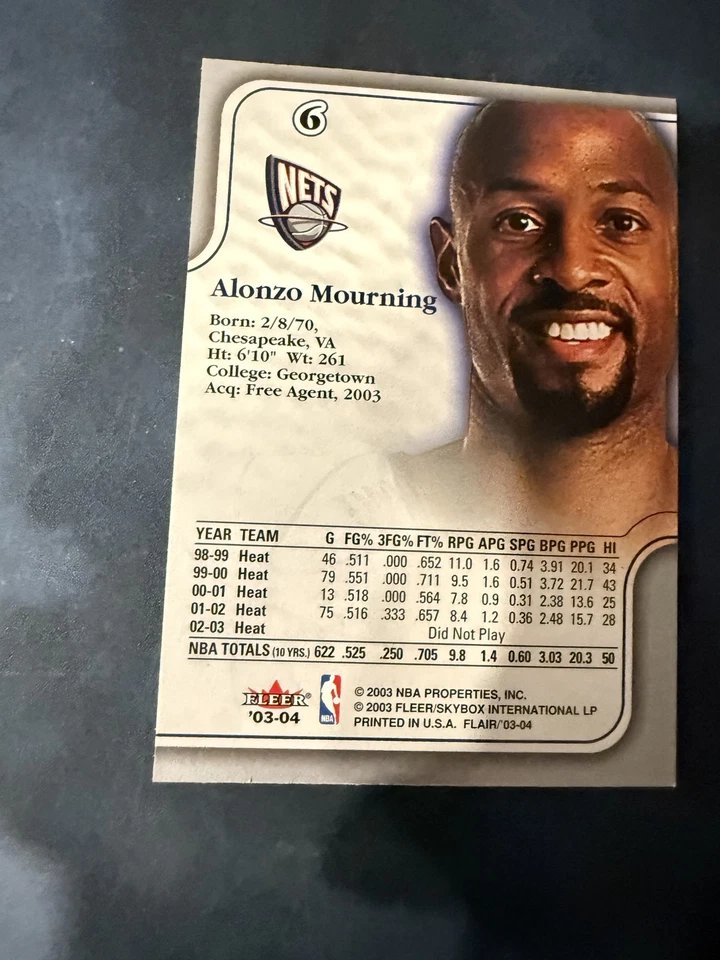 6
NETS
Alonzo Mourning
Born: 2/8/70,
Chesapeake, VA
Ht: 6'10" Wt: 261
College: Georgetown
Acq: Free Agent, 2003
YEAR TEAM G FG% 3FG% FT% RPG APG SPG BPG PPG HI
98-99 Heat 46 .511 .000 .652 11.0 1.6 0.74 3.91 20.1 34
99-00 Heat 79 .551 .000 .711 9.5 1.6 0.51 3.72 21.7 43
00-01 Heat 13 .518 .000 .564 7.8 0.9 0.31 2.38 13.6 25
01-02 Heat 75 .516 .333 .657 8.4 1.2 0.36 2.48 15.7 28
02-03 Heat Did Not Play
NBA TOTALS (10 YRS.) 622 .525 .250 .705 9.8 1.4 0.60 3.03 20.3 50
FLEER®
'03-04
NBA
© 2003 NBA PROPERTIES, INC.
© 2003 FLEER/SKYBOX INTERNATIONAL LP
PRINTED IN U.S.A. FLAIR/'03-04